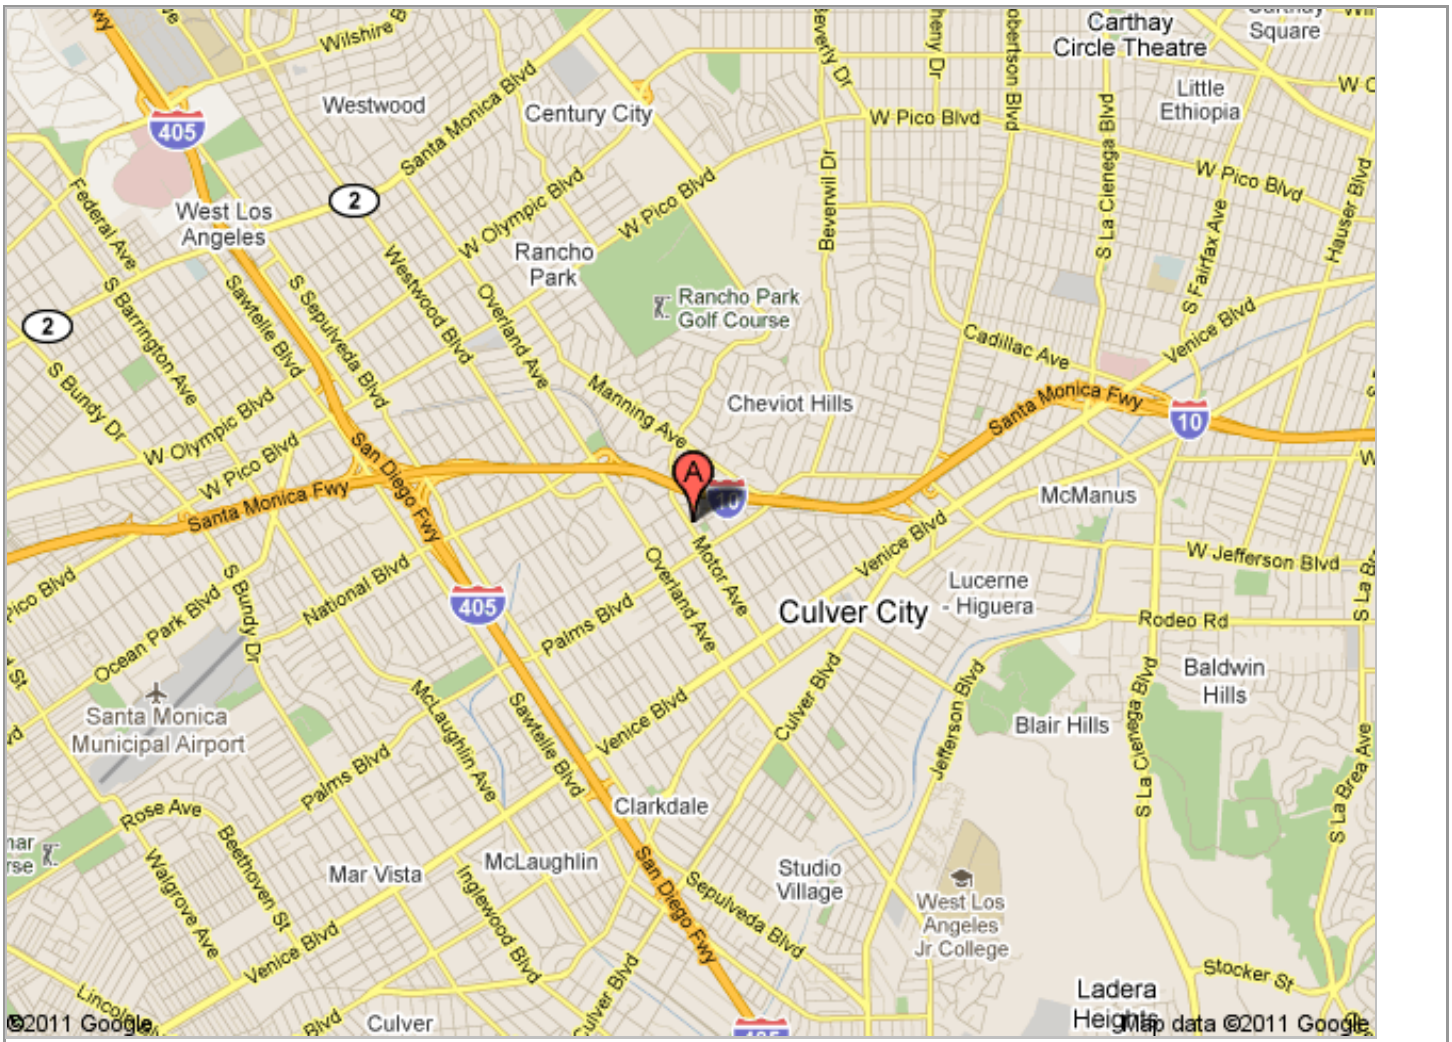 Wilshire B
Carthay
Circle Theatre
Square
Westwood
Santa Monica Blvd
Century City
everly Dr
heny Dr
obertson Blvd
S La Cienega Blvd
Little
Ethiopia
W Pico Blvd
405
Federal Ave
West Los
Angeles
2
W Olympic Blvd
W Pico Blvd
Beverwil Dr
W Pico Blvd
S Fairfax Ave
Hauser Blvd
Rancho
Park
Rancho Park
Golf Course
2
S Barrington Ave
Sawtelle Blvd
S Sepulveda Blvd
Westwood Blvd
Overland Ave
Cadillac Ave
Venice Blvd
S Bundy Dr
Manning Ave
Cheviot Hills
Santa Monica Fwy
10
W Olympic Blvd
W Pico Blvd
San Diego Fwy
Santa Monica Fwy
A
10
McManus
Venice Blvd
Motor Ave
Overland Ave
W Jefferson Blvd
S La B
Pico Blvd
Ocean Park Blvd
S Bundy Dr
National Blvd
405
Palms Blvd
Culver City
Lucerne
- Higuera
Rodeo Rd
Baldwin
Hills
Santa Monica
Municipal Airport
McLaughlin Ave
Sawtelle Blvd
Venice Blvd
Culver Blvd
Jefferson Blvd
Blair Hills
S La Cienega Blvd
S La Brea Ave
Palms Blvd
Rose Ave
Clarkdale
Walgrove Ave
Beethoven St
Mar Vista
McLaughlin
San Diego Fwy
Studio
Village
West Los
Angeles
Jr College
Venice Blvd
Inglewood Blvd
Sepulveda Blvd
Culver Blvd
Stocker St
Ladera
Heights
Lincoln
Blvd
Culver
405
©2011 Google
Map data ©2011 Google